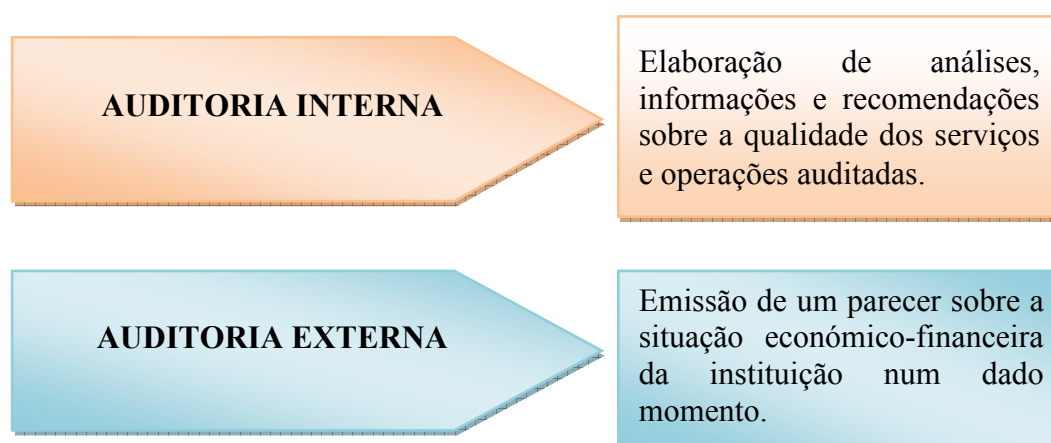 AUDITORIA INTERNA
Elaboração de análises,
informações e recomendações
sobre a qualidade dos serviços
e operações auditadas.
AUDITORIA EXTERNA
Emissão de um parecer sobre a
situação económico-financeira
da instituição num dado
momento.